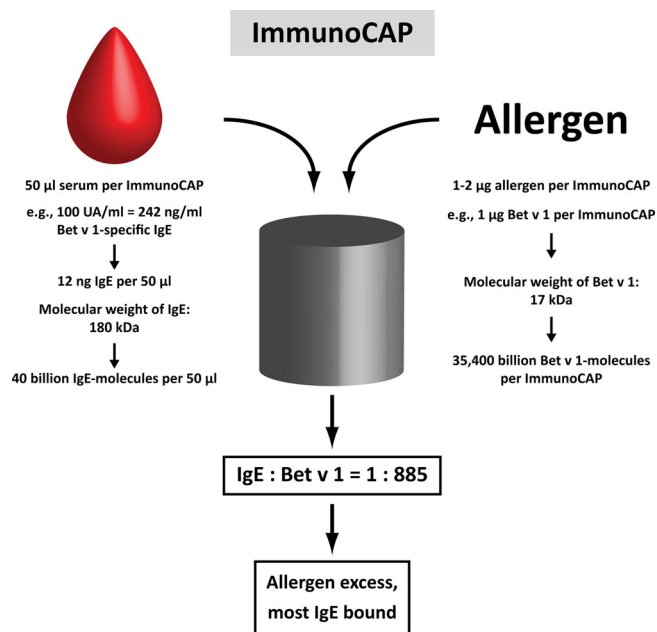 ImmunoCAP
50 µl serum per ImmunoCAP
e.g., 100 UA/ml = 242 ng/ml
Bet v 1-specific IgE
12 ng IgE per 50 µl
Molecular weight of IgE:
180 kDa
40 billion IgE-molecules per 50 µl
Allergen
1-2 µg allergen per ImmunoCAP
e.g., 1 µg Bet v 1 per ImmunoCAP
Molecular weight of Bet v 1:
17 kDa
35,400 billion Bet v 1-molecules
per ImmunoCAP
IgE : Bet v 1 = 1 : 885
Allergen excess,
most IgE bound